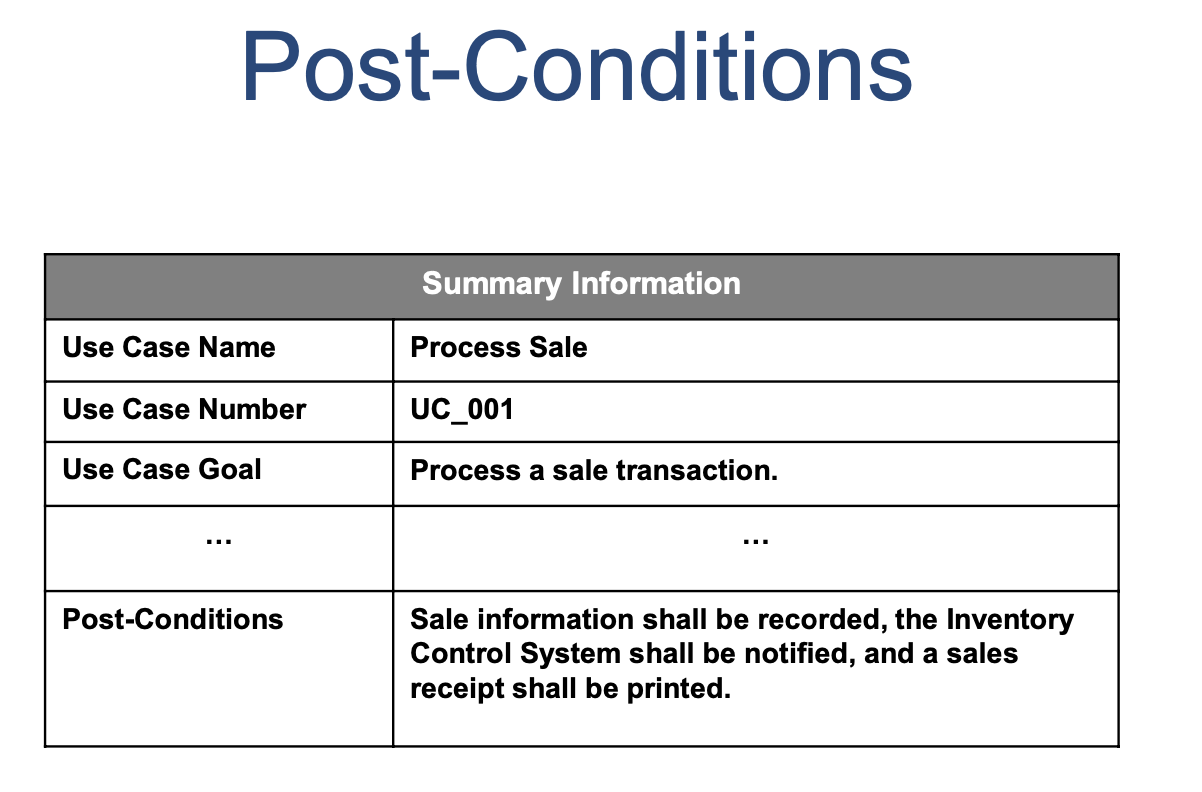 Post-Conditions
Summary Information
Use Case Name
Process Sale
Use Case Number
UC_001
Use Case Goal
Process a sale transaction.
...
...
Post-Conditions
Sale information shall be recorded, the Inventory
Control System shall be notified, and a sales
receipt shall be printed.